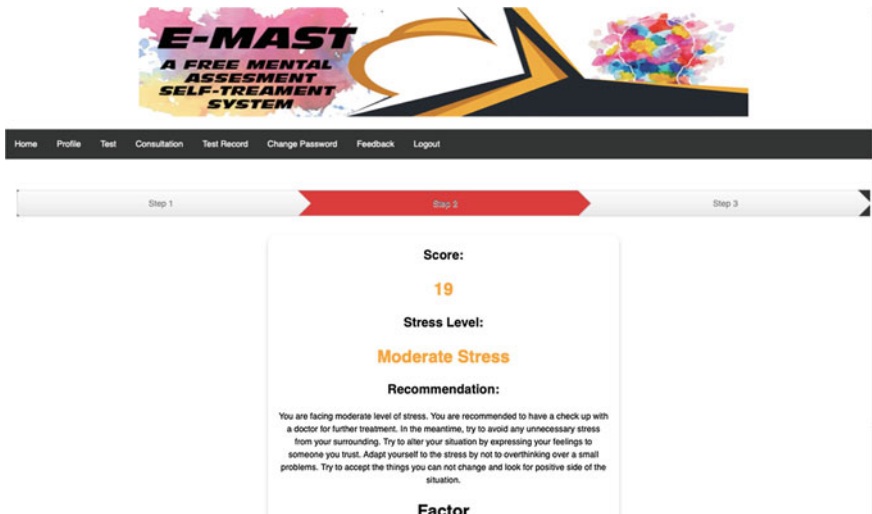 E-MAST
A FREE MENTAL
ASSESMENT
SELF-TREAMENT
SYSTEM
Home Profile Test Consultation Test Record Change Password Feedback Logout
Step 1 Step 2 Step 3
Score:
19
Stress Level:
Moderate Stress
Recommendation:
You are facing moderate level of stress. You are recommended to have a check up with
a doctor for further treatment. In the meantime, try to avoid any unnecessary stress
from your surrounding. Try to alter your situation by expressing your feelings to
someone you trust. Adapt yourself to the stress by not to overthinking over a small
problems. Try to accept the things you can not change and look for positive side of the
situation.
Factor